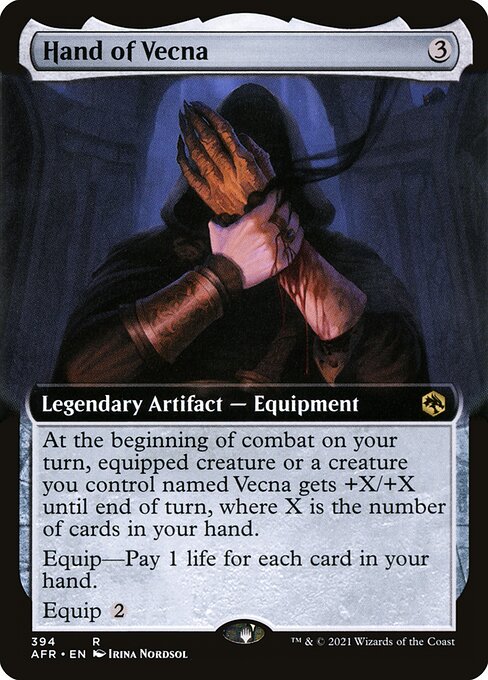 Hand of Vecna 3
Legendary Artifact — Equipment
At the beginning of combat on your
turn, equipped creature or a creature
you control named Vecna gets +X/+X
until end of turn, where X is the number
of cards in your hand.
Equip—Pay 1 life for each card in your
hand.
Equip 2
394 R
AFR • EN Irina Nordsol
™ & © 2021 Wizards of the Coast